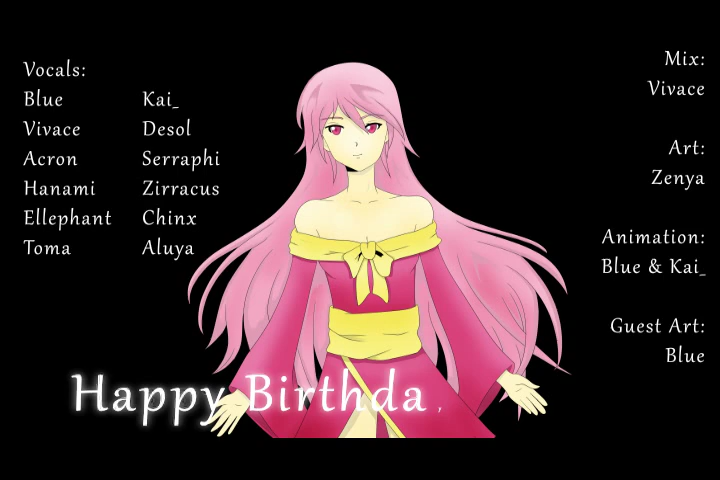 Vocals:
Blue
Vivace
Acron
Hanami
Ellephant
Toma
Kai_
Desol
Serraphi
Zirracus
Chinx
Aluya
Mix:
Vivace
Art:
Zenya
Animation:
Blue & Kai_
Guest Art:
Blue
Happy Birthda ,